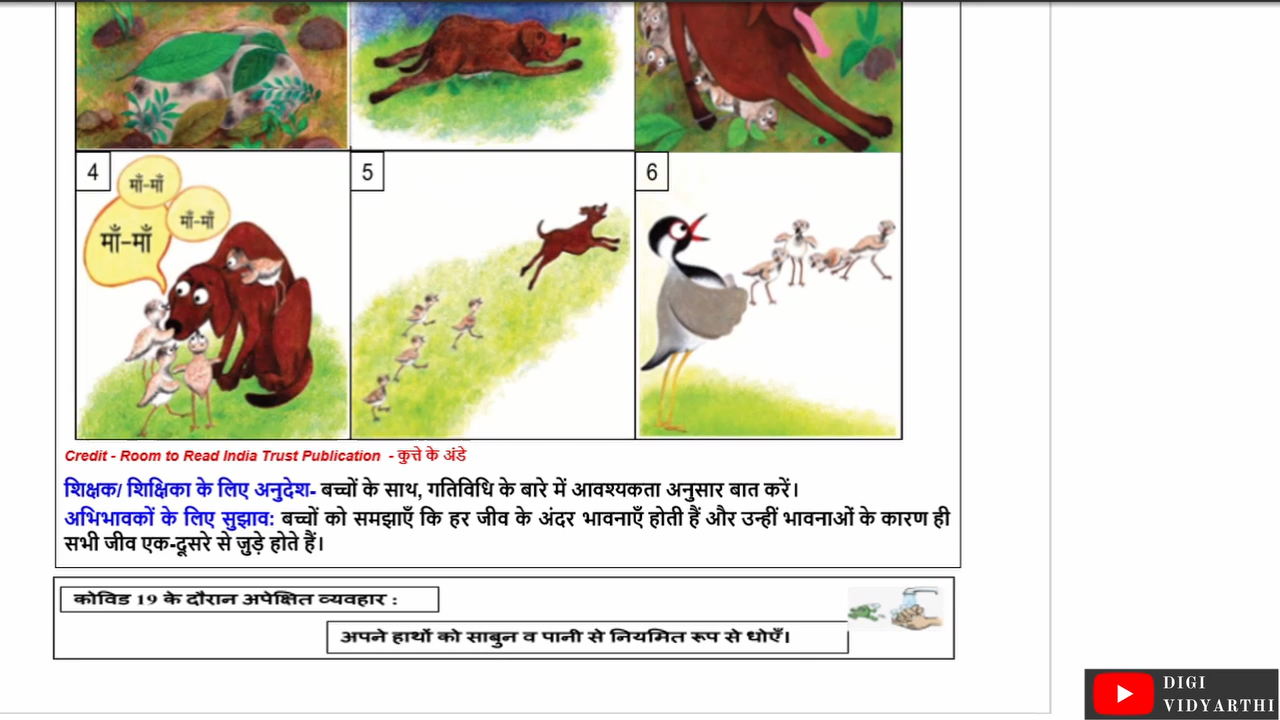 4
माँ-माँ
माँ-माँ
माँ-माँ
5
6
Credit - Room to Read India Trust Publication - कुत्ते के अंडे
शिक्षक/ शिक्षिका के लिए अनुदेश- बच्चों के साथ, गतिविधि के बारे में आवश्यकता अनुसार बात करें।
अभिभावकों के लिए सुझाव: बच्चों को समझाएँ कि हर जीव के अंदर भावनाएँ होती हैं और उन्हीं भावनाओं के कारण ही
सभी जीव एक-दूसरे से जुड़े होते हैं।
कोविड 19 के दौरान अपेक्षित व्यवहार :
अपने हाथों को साबुन व पानी से नियमित रूप से धोएँ।
DIGI
VIDYARTHI